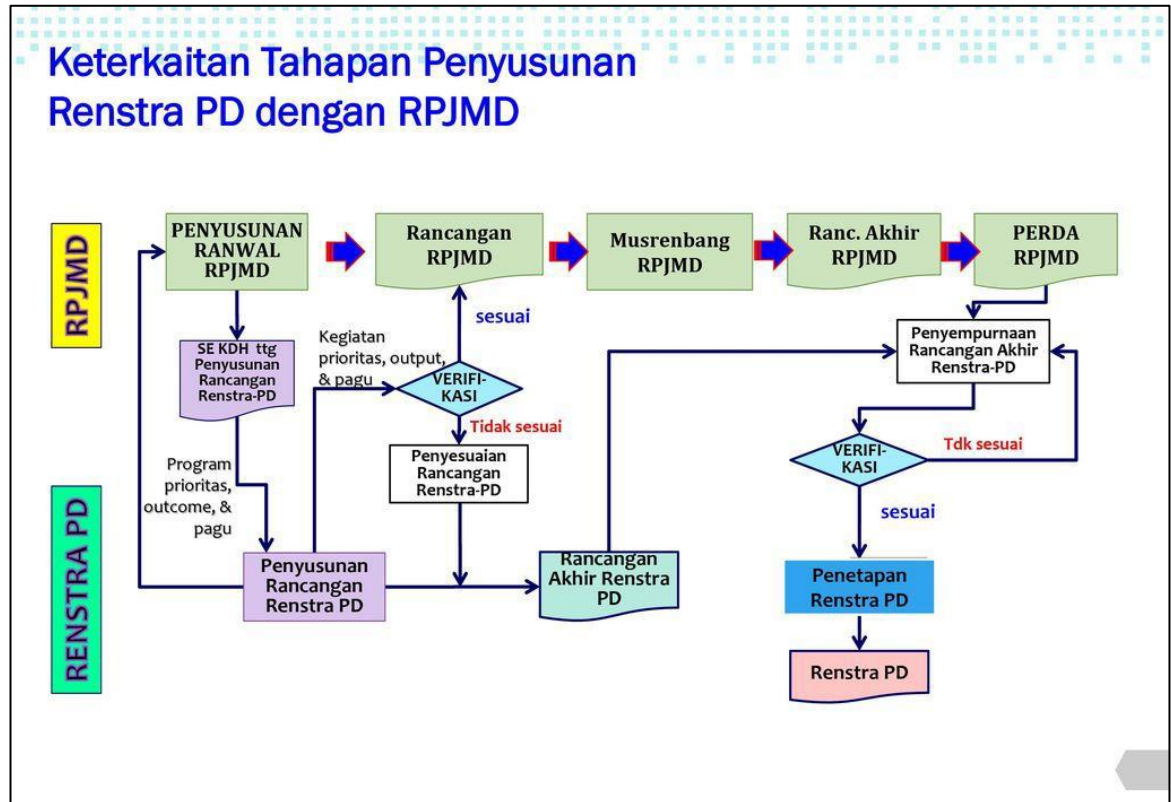 Keterkaitan Tahapan Penyusunan
Renstra PD dengan RPJMD
RPJMD
PENYUSUNAN
RANWAL
RPJMD
Rancangan
RPJMD
Musrenbang
RPJMD
Ranc. Akhir
RPJMD
PERDA
RPJMD
SE KDH ttg
Penyusunan
Rancangan
Renstra-PD
Kegiatan
prioritas, output,
& pagu
sesuai
VERIFI-
KASI
Tidak sesuai
Penyesuaian
Rancangan
Renstra-PD
Penyempurnaan
Rancangan Akhir
Renstra-PD
VERIFI-
KASI
Tdk sesuai
sesuai
RENSTRA PD
Program
prioritas,
outcome, &
pagu
Penyusunan
Rancangan
Renstra PD
Rancangan
Akhir Renstra
PD
Penetapan
Renstra PD
Renstra PD